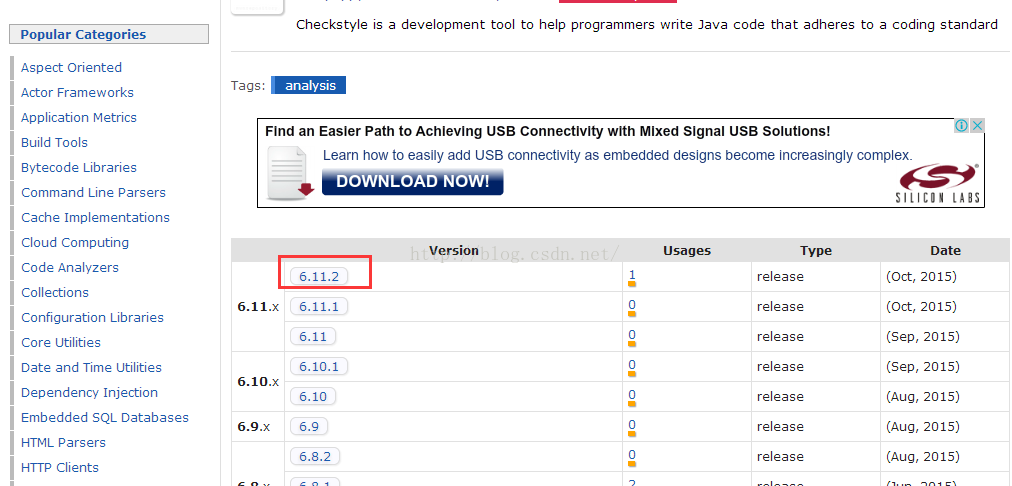 Popular Categories
Aspect Oriented
Actor Frameworks
Application Metrics
Build Tools
Bytecode Libraries
Command Line Parsers
Cache Implementations
Cloud Computing
Code Analyzers
Collections
Configuration Libraries
Core Utilities
Date and Time Utilities
Dependency Injection
Embedded SQL Databases
HTML Parsers
HTTP Clients
Checkstyle is a development tool to help programmers write Java code that adheres to a coding standard
Tags: analysis
Find an Easier Path to Achieving USB Connectivity with Mixed Signal USB Solutions!
Learn how to easily add USB connectivity as embedded designs become increasingly complex.
DOWNLOAD NOW!
SILICON LABS
http://blog.csdn.net/
Version Usages Type Date
6.11.x
6.11.2 1 release (Oct, 2015)
6.11.1 0 release (Oct, 2015)
6.11 0 release (Sep, 2015)
6.10.x
6.10.1 0 release (Sep, 2015)
6.10 0 release (Aug, 2015)
6.9.x 6.9 0 release (Aug, 2015)
6.8.x
6.8.2 0 release (Aug, 2015)
6.8.1 2 release (Jun, 2015)